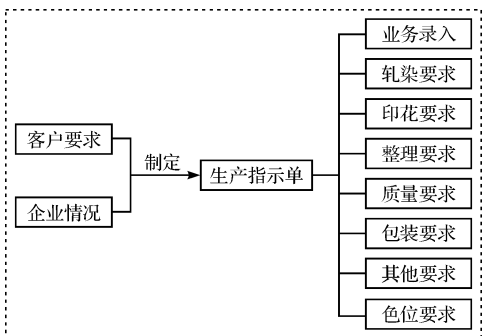 客户要求
企业情况
制定
生产指示单
业务录入
轧染要求
印花要求
整理要求
质量要求
包装要求
其他要求
色位要求